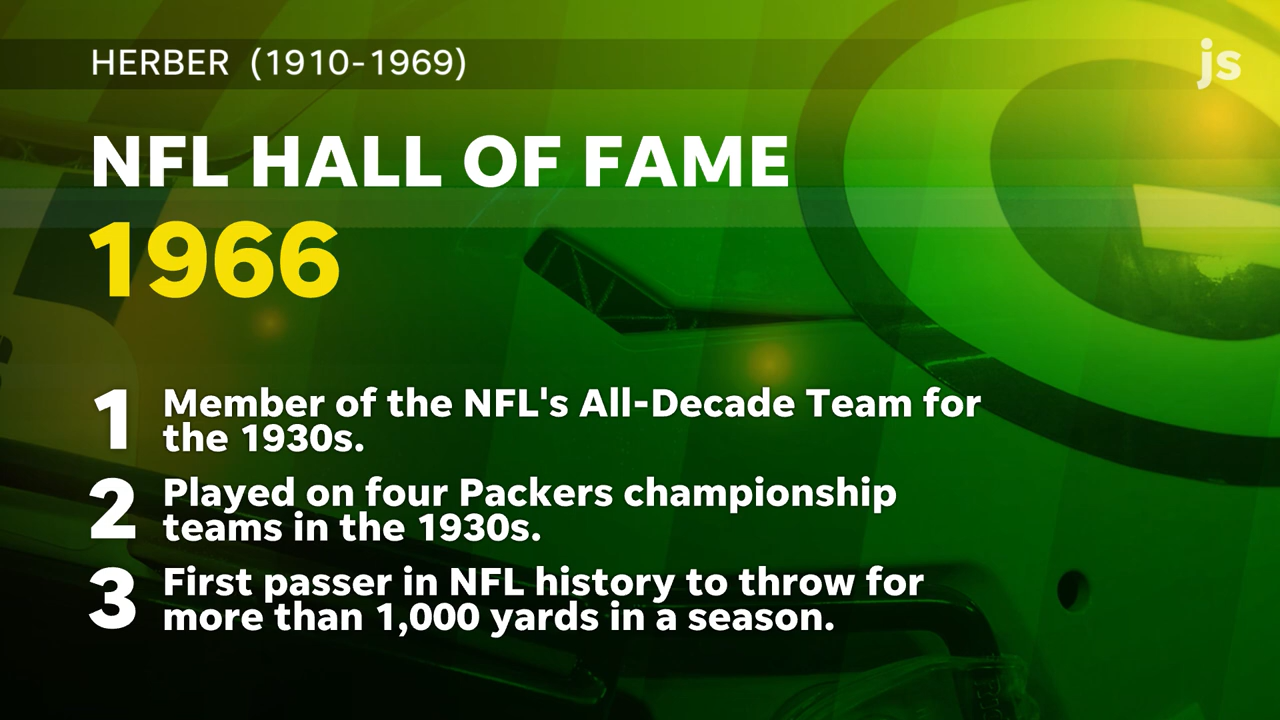 HERBER (1910-1969)
js
NFL HALL OF FAME
1966
1 Member of the NFL's All-Decade Team for
the 1930s.
2 Played on four Packers championship
teams in the 1930s.
3 First passer in NFL history to throw for
more than 1,000 yards in a season.